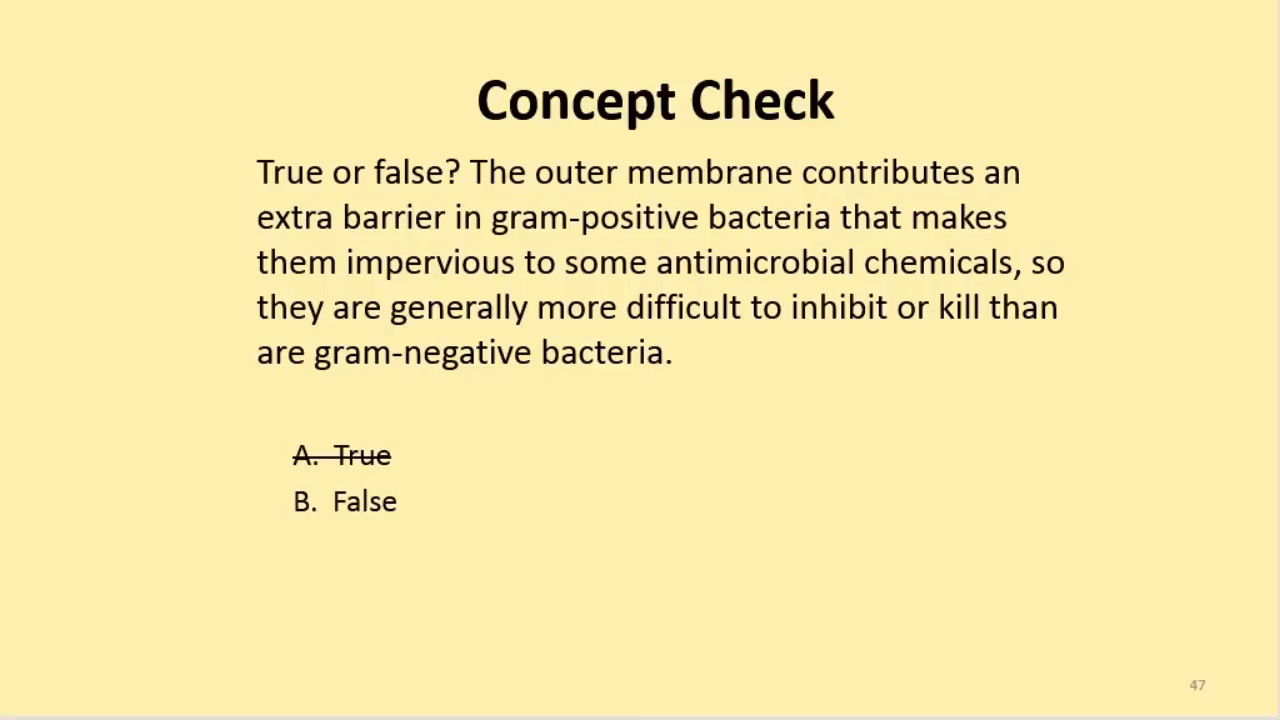 Concept Check
True or false? The outer membrane contributes an
extra barrier in gram-positive bacteria that makes
them impervious to some antimicrobial chemicals, so
they are generally more difficult to inhibit or kill than
are gram-negative bacteria.
A. True
B. False
47